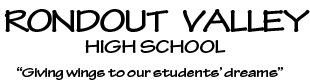 RONDOUT VALLEY
HIGH SCHOOL
“Giving wings to our students’ dreams”